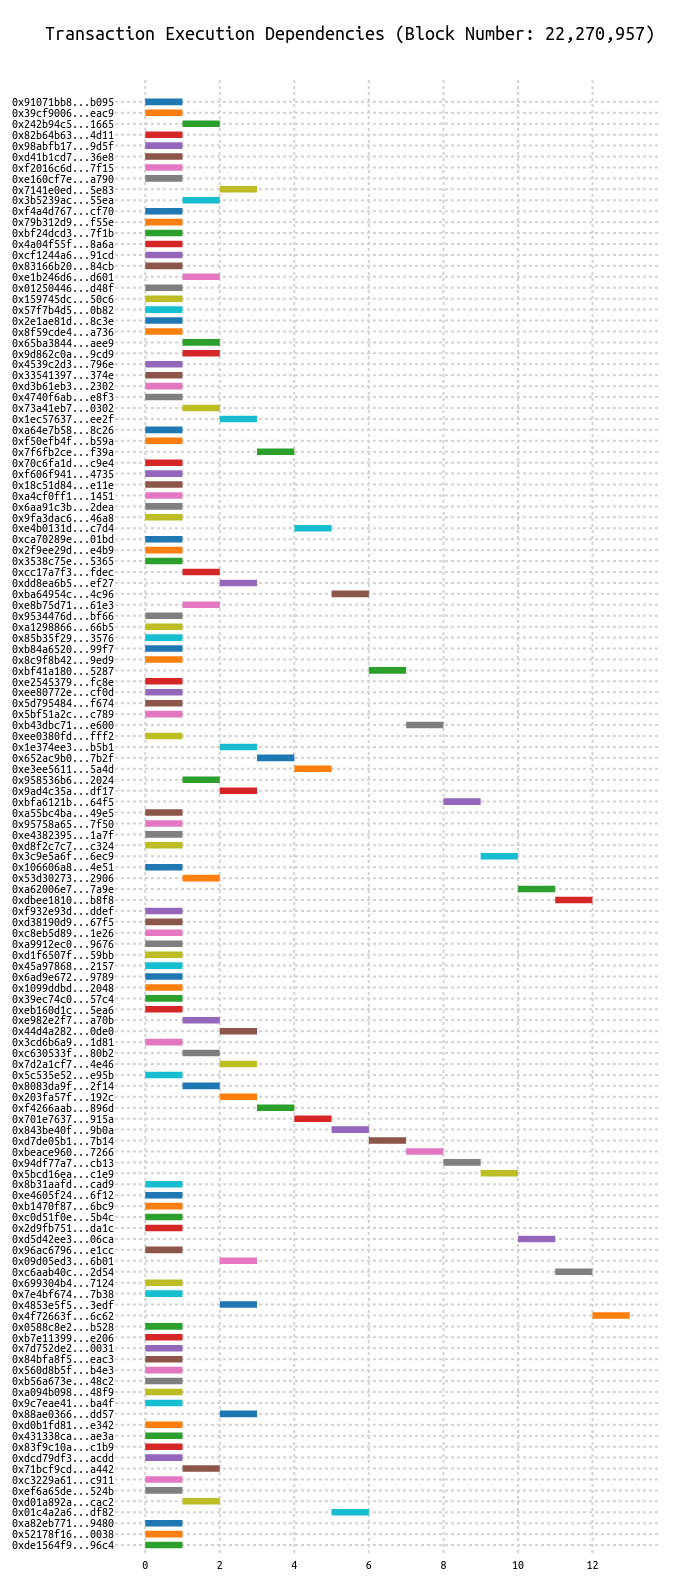 Transaction Execution Dependencies (Block Number: 22,270,957)
0x91071bb8...b095
0x39cf9006...eac9
0x242b94c5...1665
0x82b64b63...4d11
0x98abfb17...9d5f
0xd41b1cd7...36e8
0xf2016c6d...7f15
0xe160cf7e...a790
0x7141e0ed...5e83
0x3b5239ac...55ea
0xf4a4d767...cf70
0x79b312d9...f55e
0xbf24dcd3...7f1b
0x4a04f55f...8a6a
0xcf1244a6...91cd
0x83166b20...84cb
0xe1b246d6...d601
0x01250446...d48f
0x159745dc...50c6
0x57f7b4d5...0b82
0x2e1ae81d...8c3e
0x8f59cde4...a736
0x65ba3844...aee9
0x9d862c0a...9cd9
0x4539c2d3...796e
0x33541397...374e
0xd3b61eb3...2302
0x4740f6ab...e8f3
0x73a41eb7...0302
0x1ec57637...ee2f
0xa64e7b58...8c26
0xf50efb4f...b59a
0x7f6fb2ce...f39a
0x70c6fa1d...c9e4
0xf606f941...4735
0x18c51d84...e11e
0xa4cf0ff1...1451
0x6aa91c3b...2dea
0x9fa3dac6...46a8
0xe4b0131d...c7d4
0xca70289e...01bd
0x2f9ee29d...e4b9
0x3538c75e...5365
0xcc17a7f3...fdec
0xdd8ea6b5...ef27
0xba64954c...4c96
0xe8b75d71...61e3
0x9534476d...bf66
0xa1298866...66b5
0x85b35f29...3576
0xb84a6520...99f7
0x8c9f8b42...9ed9
0xbf41a180...5287
0xe2545379...fc8e
0xee80772e...cf0d
0x5d795484...f674
0x5bf51a2c...c789
0xb43dbc71...e600
0xee0380fd...fff2
0x1e374ee3...b5b1
0x652ac9b0...7b2f
0xe3ee5611...5a4d
0x958536b6...2024
0x9ad4c35a...df17
0xbfa6121b...64f5
0xa55bc4ba...49e5
0x95758a65...7f50
0xe4382395...1a7f
0xd8f2c7c7...c324
0x3c9e5a6f...6ec9
0x106606a8...4e51
0x53d30273...2906
0xa62006e7...7a9e
0xdbee1810...b8f8
0xf932e93d...ddef
0xd38190d9...67f5
0xc8eb5d89...1e26
0xa9912ec0...9676
0xd1f6507f...59bb
0x45a97868...2157
0x6ad9e672...9789
0x1099ddbd...2048
0x39ec74c0...57c4
0xeb160d1c...5ea6
0xe982e2f7...a70b
0x44d4a282...0de0
0x3cd6b6a9...1d81
0xc630533f...80b2
0x7d2a1cf7...4e46
0x5c535e52...e95b
0x8083da9f...2f14
0x203fa57f...192c
0xf4266aab...896d
0x701e7637...915a
0x843be40f...9b0a
0xd7de05b1...7b14
0xbeace960...7266
0x94df77a7...cb13
0x5bcd16ea...c1e9
0x8b31aafd...cad9
0xe4605f24...6f12
0xb1470f87...6bc9
0xc0d51f0e...5b4c
0x2d9fb751...da1c
0xd5d42ee3...06ca
0x96ac6796...e1cc
0x09d05ed3...6b01
0xc6aab40c...2d54
0x699304b4...7124
0x7e4bf674...7b38
0x4853e5f5...3edf
0x4f72663f...6c62
0x0588c8e2...b528
0xb7e11399...e206
0x7d752de2...0031
0x84bfa8f5...eac3
0x560d8b5f...b4e3
0xb56a673e...48c2
0xa094b098...48f9
0x9c7eae41...ba4f
0x88ae0366...dd57
0xd0b1fd81...e342
0x431338ca...ae3a
0x83f9c10a...c1b9
0xdcd79df3...acdd
0x71bcf9cd...a442
0xc3229a61...c911
0xef6a65de...524b
0xd01a892a...cac2
0x01c4a2a6...df82
0xa82eb771...9480
0x52178f16...0038
0xde1564f9...96c4
0 2 4 6 8 10 12